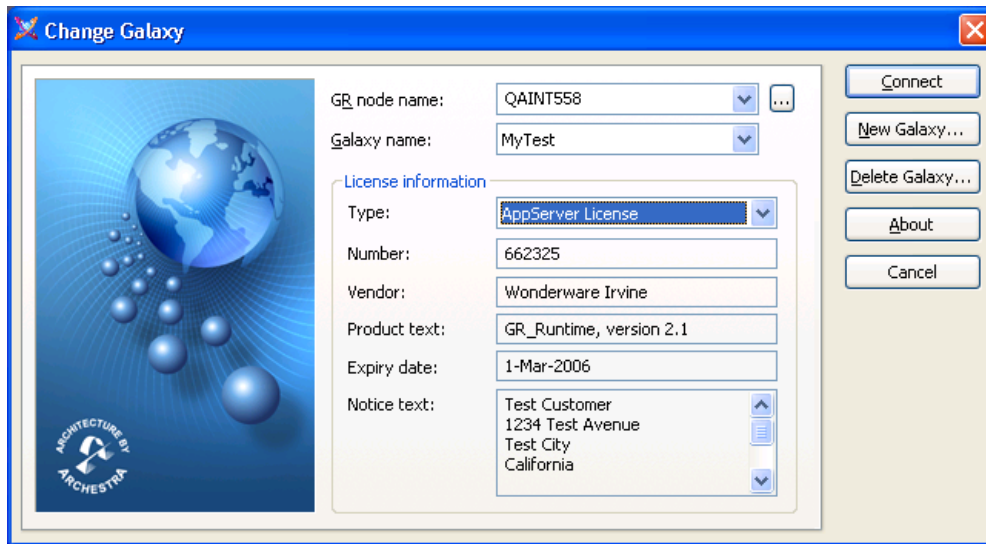 Change Galaxy
GR node name:
QAINT558
...
Galaxy name:
MyTest
License information
Type:
AppServer License
Number:
662325
Vendor:
Wonderware Irvine
Product text:
GR_Runtime, version 2.1
Expiry date:
1-Mar-2006
Notice text:
Test Customer
1234 Test Avenue
Test City
California
Connect
New Galaxy...
Delete Galaxy...
About
Cancel
ARCHITECTURE BY
ARCHESTRA